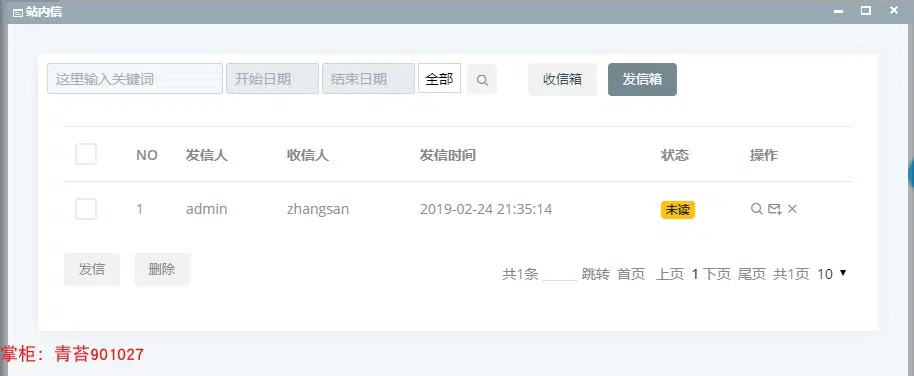 站内信
这里输入关键词 开始日期 结束日期 全部 收信箱 发信箱
NO 发信人 收信人 发信时间 状态 操作
1 admin zhangsan 2019-02-24 21:35:14 未读
发信 删除
共1条 跳转 首页 上页 1 下页 尾页 共1页 10
掌柜：青苔901027